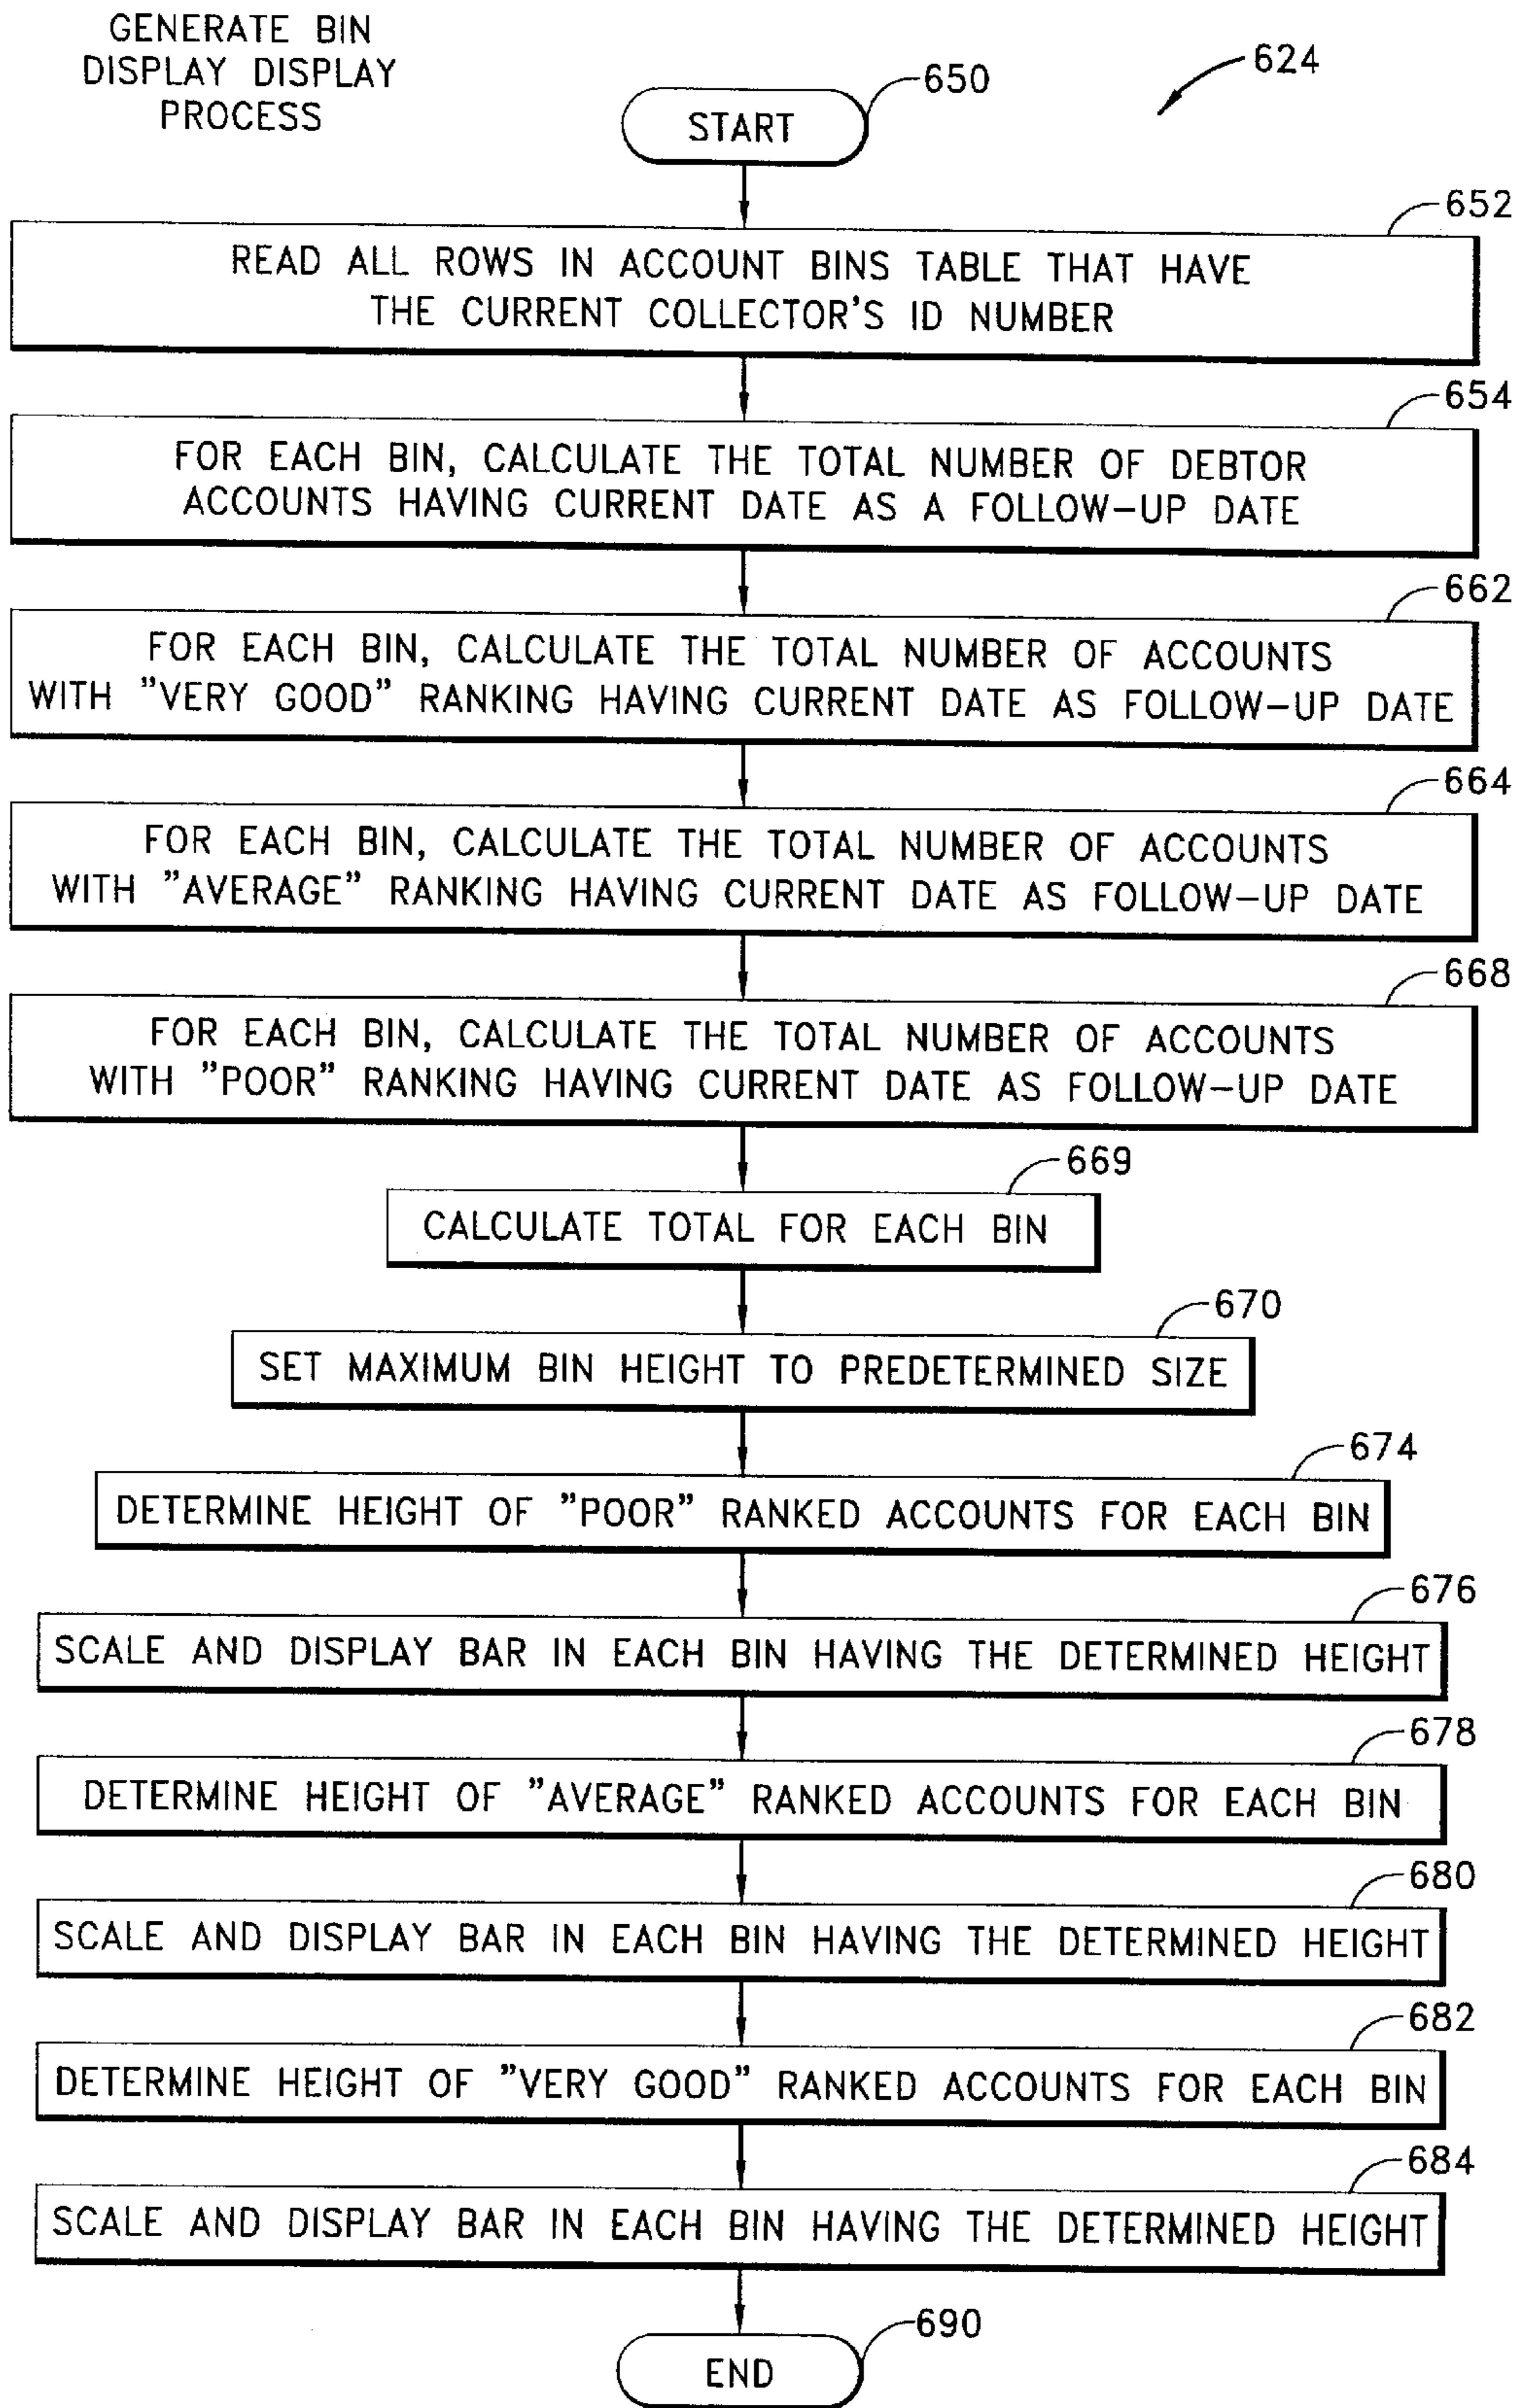 GENERATE BIN
DISPLAY DISPLAY
PROCESS
624
650
START
652
READ ALL ROWS IN ACCOUNT BINS TABLE THAT HAVE
THE CURRENT COLLECTOR'S ID NUMBER
654
FOR EACH BIN, CALCULATE THE TOTAL NUMBER OF DEBTOR
ACCOUNTS HAVING CURRENT DATE AS A FOLLOW-UP DATE
662
FOR EACH BIN, CALCULATE THE TOTAL NUMBER OF ACCOUNTS
WITH "VERY GOOD" RANKING HAVING CURRENT DATE AS FOLLOW-UP DATE
664
FOR EACH BIN, CALCULATE THE TOTAL NUMBER OF ACCOUNTS
WITH "AVERAGE" RANKING HAVING CURRENT DATE AS FOLLOW-UP DATE
668
FOR EACH BIN, CALCULATE THE TOTAL NUMBER OF ACCOUNTS
WITH "POOR" RANKING HAVING CURRENT DATE AS FOLLOW-UP DATE
669
CALCULATE TOTAL FOR EACH BIN
670
SET MAXIMUM BIN HEIGHT TO PREDETERMINED SIZE
674
DETERMINE HEIGHT OF "POOR" RANKED ACCOUNTS FOR EACH BIN
676
SCALE AND DISPLAY BAR IN EACH BIN HAVING THE DETERMINED HEIGHT
678
DETERMINE HEIGHT OF "AVERAGE" RANKED ACCOUNTS FOR EACH BIN
680
SCALE AND DISPLAY BAR IN EACH BIN HAVING THE DETERMINED HEIGHT
682
DETERMINE HEIGHT OF "VERY GOOD" RANKED ACCOUNTS FOR EACH BIN
684
SCALE AND DISPLAY BAR IN EACH BIN HAVING THE DETERMINED HEIGHT
690
END